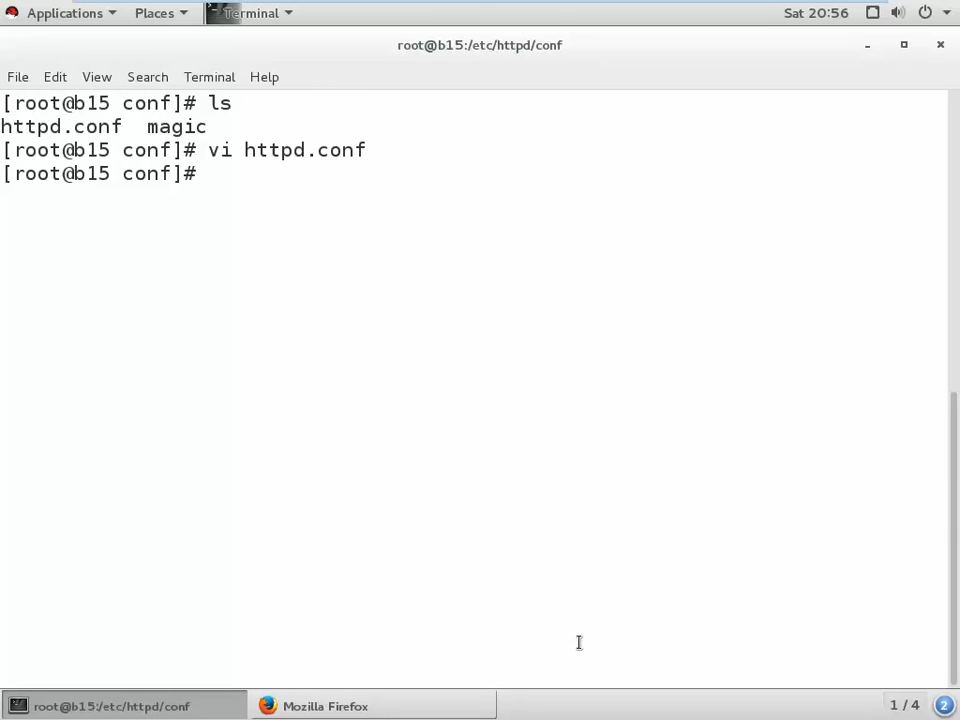 Applications Places Terminal Sat 20:56
root@b15:/etc/httpd/conf
File Edit View Search Terminal Help
[root@b15 conf]# ls
httpd.conf  magic
[root@b15 conf]# vi httpd.conf
[root@b15 conf]#
root@b15:/etc/httpd/conf Mozilla Firefox 1 / 4 2